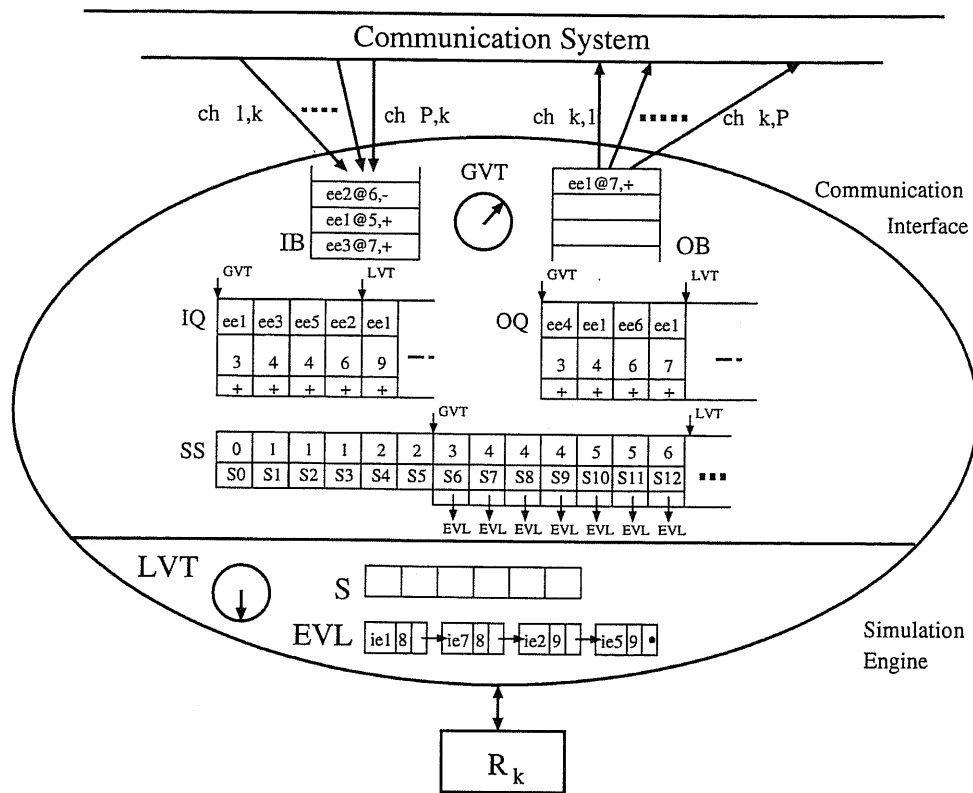 Communication System
ch 1,k
ch P,k
ch k,1
ch k,P
GVT
Communication
Interface
ee2@6,-
ee1@5,+
ee3@7,+
IB
ee1@7,+
OB
GVT LVT
IQ ee1 ee3 ee5 ee2 ee1
3 4 4 6 9
+ + + + +
GVT LVT
OQ ee4 ee1 ee6 ee1
3 4 6 7
+ + + +
GVT LVT
SS 0 1 1 1 2 2 3 4 4 4 5 5 6
S0 S1 S2 S3 S4 S5 S6 S7 S8 S9 S10 S11 S12
EVL EVL EVL EVL EVL EVL EVL
LVT
S
EVL ie1 8 ie7 8 ie2 9 ie5 9
Simulation
Engine
R k